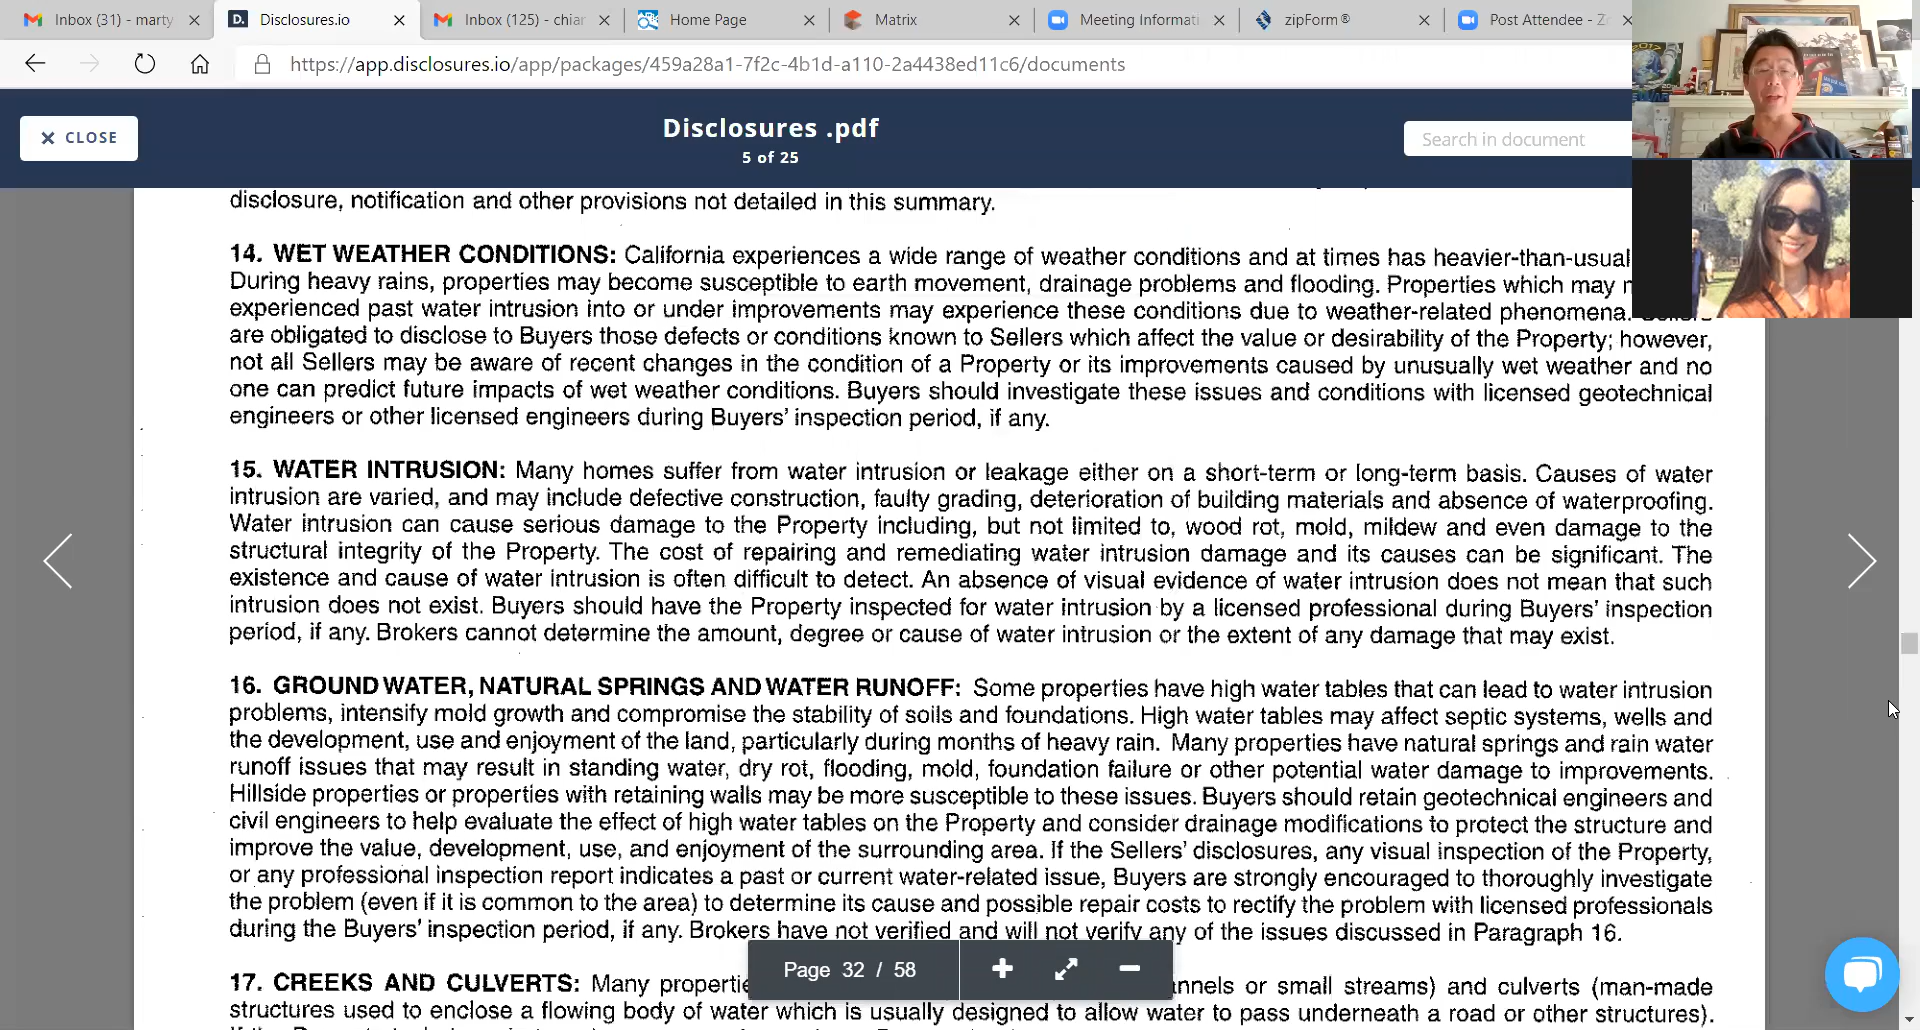 Inbox (31) - marty
Disclosures.io
Inbox (125) - chiar
Home Page
Matrix
Meeting Informati
zipForm®
Post Attendee - Z
https://app.disclosures.io/app/packages/459a28a1-7f2c-4b1d-a110-2a4438ed11c6/documents
CLOSE
Disclosures .pdf
5 of 25
Search in document
disclosure, notification and other provisions not detailed in this summary.
14. WET WEATHER CONDITIONS: California experiences a wide range of weather conditions and at times has heavier-than-usual
During heavy rains, properties may become susceptible to earth movement, drainage problems and flooding. Properties which may
experienced past water intrusion into or under improvements may experience these conditions due to weather-related phenomena. Sellers
are obligated to disclose to Buyers those defects or conditions known to Sellers which affect the value or desirability of the Property; however,
not all Sellers may be aware of recent changes in the condition of a Property or its improvements caused by unusually wet weather and no
one can predict future impacts of wet weather conditions. Buyers should investigate these issues and conditions with licensed geotechnical
engineers or other licensed engineers during Buyers' inspection period, if any.
15. WATER INTRUSION: Many homes suffer from water intrusion or leakage either on a short-term or long-term basis. Causes of water
intrusion are varied, and may include defective construction, faulty grading, deterioration of building materials and absence of waterproofing.
Water intrusion can cause serious damage to the Property including, but not limited to, wood rot, mold, mildew and even damage to the
structural integrity of the Property. The cost of repairing and remediating water intrusion damage and its causes can be significant. The
existence and cause of water intrusion is often difficult to detect. An absence of visual evidence of water intrusion does not mean that such
intrusion does not exist. Buyers should have the Property inspected for water intrusion by a licensed professional during Buyers' inspection
period, if any. Brokers cannot determine the amount, degree or cause of water intrusion or the extent of any damage that may exist.
16. GROUND WATER, NATURAL SPRINGS AND WATER RUNOFF: Some properties have high water tables that can lead to water intrusion
problems, intensify mold growth and compromise the stability of soils and foundations. High water tables may affect septic systems, wells and
the development, use and enjoyment of the land, particularly during months of heavy rain. Many properties have natural springs and rain water
runoff issues that may result in standing water, dry rot, flooding, mold, foundation failure or other potential water damage to improvements.
Hillside properties or properties with retaining walls may be more susceptible to these issues. Buyers should retain geotechnical engineers and
civil engineers to help evaluate the effect of high water tables on the Property and consider drainage modifications to protect the structure and
improve the value, development, use, and enjoyment of the surrounding area. If the Sellers' disclosures, any visual inspection of the Property,
or any professional inspection report indicates a past or current water-related issue, Buyers are strongly encouraged to thoroughly investigate
the problem (even if it is common to the area) to determine its cause and possible repair costs to rectify the problem with licensed professionals
during the Buyers' inspection period, if any. Brokers have not verified and will not verify any of the issues discussed in Paragraph 16.
17. CREEKS AND CULVERTS: Many propertie nnels or small streams) and culverts (man-made
structures used to enclose a flowing body of water which is usually designed to allow water to pass underneath a road or other structures).
Page 32 / 58